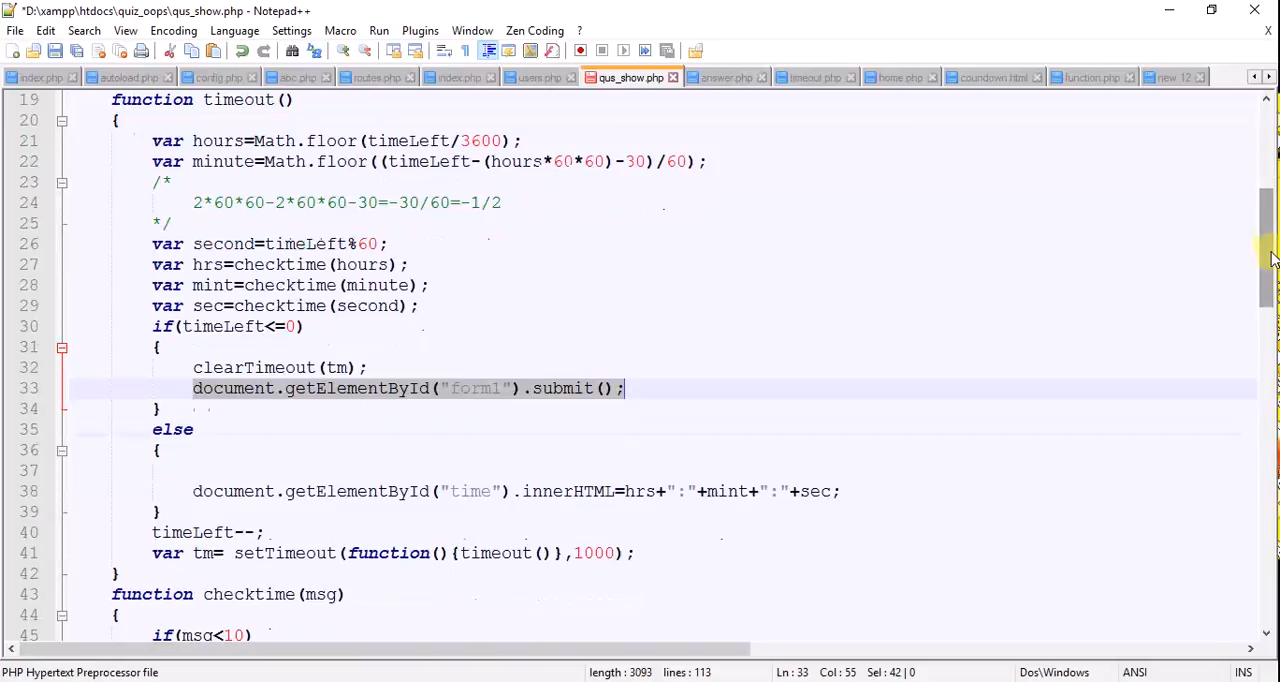 *D:\xampp\htdocs\quiz_oops\qus_show.php - Notepad++
File Edit Search View Encoding Language Settings Macro Run Plugins Window Zen Coding ? X
index.php autoload.php config.php abc.php routes.php index.php users.php qus_show.php answer.php timeout.php home.php coundown.html function.php new 12
19 function timeout()
20 {
21 var hours=Math.floor(timeLeft/3600);
22 var minute=Math.floor((timeLeft-(hours*60*60)-30)/60);
23 /*
24 2*60*60-2*60*60-30=-30/60=-1/2
25 */
26 var second=timeLeft%60;
27 var hrs=checktime(hours);
28 var mint=checktime(minute);
29 var sec=checktime(second);
30 if(timeLeft<=0)
31 {
32 clearTimeout(tm);
33 document.getElementById("form1").submit();
34 }
35 else
36 {
37
38 document.getElementById("time").innerHTML=hrs+":"+mint+":"+sec;
39 }
40 timeLeft--;
41 var tm= setTimeout(function(){timeout()},1000);
42 }
43 function checktime(msg)
44 {
45 if(msg<10)
PHP Hypertext Preprocessor file length : 3093 lines : 113 Ln : 33 Col : 55 Sel : 42 | 0 Dos\Windows ANSI INS